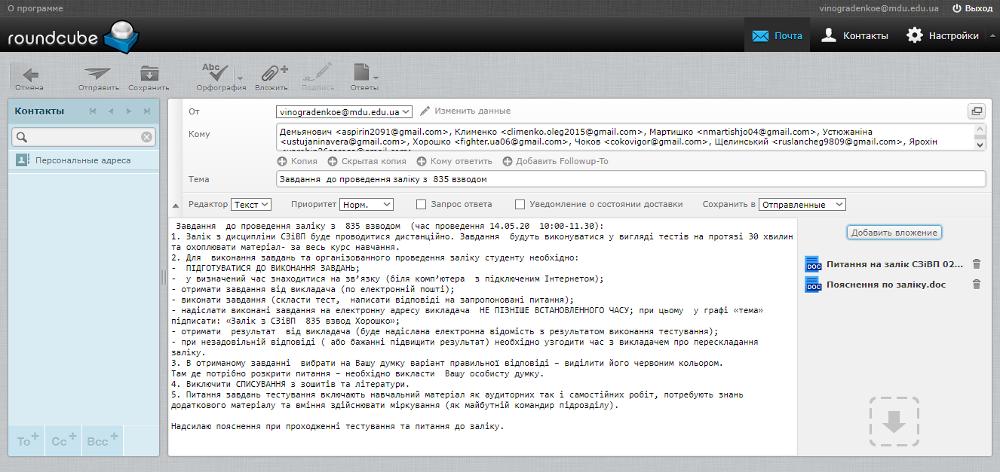 О программе
vinogradenkoe@mdu.edu.ua Выход
roundcube
Почта Контакты Настройки
Abc
Отмена Отправить Сохранить Орфография Вложить Подпись Ответы
Контакты
Персональные адреса
От vinogradenkoe@mdu.edu.ua Изменить данные
Кому
Демьянович <aspirin2091@gmail.com>, Клименко <climenko.oleg2015@gmail.com>, Мартишко <nmartishjo04@gmail.com>, Устюжаніна
<ustujaninavera@gmail.com>, Хорошко <fighter.ua06@gmail.com>, Чоков <cokovigor@gmail.com>, Щелинський <ruslancheg9809@gmail.com>, Ярохін
Копия Скрытая копия Кому ответить Добавить Followup-To
Тема Завдання  до проведення заліку з  835 взводом
Редактор Текст Приоритет Норм. Запрос ответа Уведомление о состоянии доставки Сохранить в Отправленные
Завдання  до проведення заліку з  835 взводом  (час проведення 14.05.20  10:00-11.30):
1. Залік з дисципліни СЗіВП буде проводитися дистанційно. Завдання  будуть виконуватися у вигляді тестів на протязі 30 хвилин
та охоплювати матеріал- за весь курс навчання.
2. Для  виконання завдань та організованного проведення заліку студенту необхідно:
-  ПІДГОТУВАТИСЯ ДО ВИКОНАННЯ ЗАВДАНЬ;
-  у визначений час знаходитися на зв’язку (біля комп’ютера  з підключеним Інтернетом);
- отримати завдання від викладача (по електронній пошті);
- виконати завдання (скласти тест,  написати відповіді на запропоновані питання);
- надіслати виконані завдання на електронну адресу викладача  НЕ ПІЗНІШЕ ВСТАНОВЛЕННОГО ЧАСУ; при цьому  у графі «тема»
підписати: «Залік з СЗіВП  835 взвод Хорошко»;
- отримати  результат  від викладача (буде надіслана електронна відомість з результатом виконання тестування);
- при незадовільній відповіді ( або бажанні підвищити результат) необхідно узгодити час з викладачем про перескладання
заліку.
3. В отриманому завданні  вибрати на Вашу думку варіант правильної відповіді – виділити його червоним кольором.
Там де потрібно розкрити питання – необхідно викласти  Вашу особисту думку.
4. Виключити СПИСУВАННЯ з зошитів та літератури.
5. Питання завдань тестування включають навчальний матеріал як аудиторних так і самостійних робіт, потребують знань
додаткового матеріалу та вміння здійснювати міркування (як майбутній командир підрозділу).
Надсилаю пояснення при проходженні тестування та питання до заліку.
Добавить вложение
DOC Питання на залік СЗіВП 02...
DOC Пояснення по заліку.doc
To+ Cc+ Bcc+